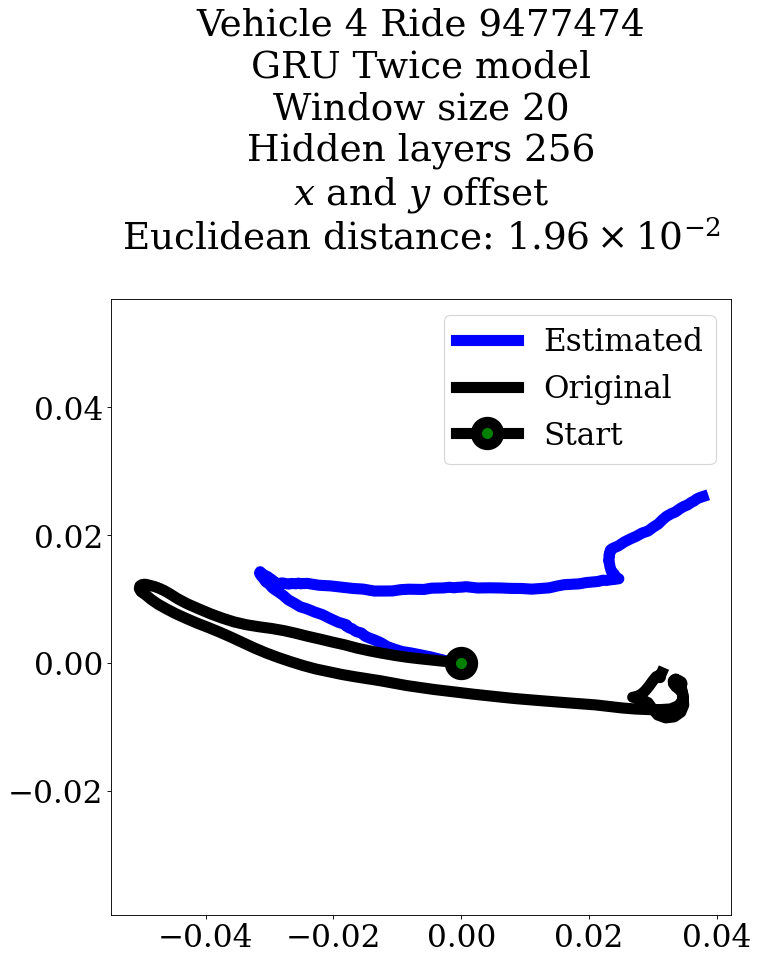 Vehicle 4 Ride 9477474
GRU Twice model
Window size 20
Hidden layers 256
x and y offset
Euclidean distance: 1.96 × 10⁻²
Estimated
Original
Start
0.04
0.02
0.00
−0.02
−0.04 −0.02 0.00 0.02 0.04